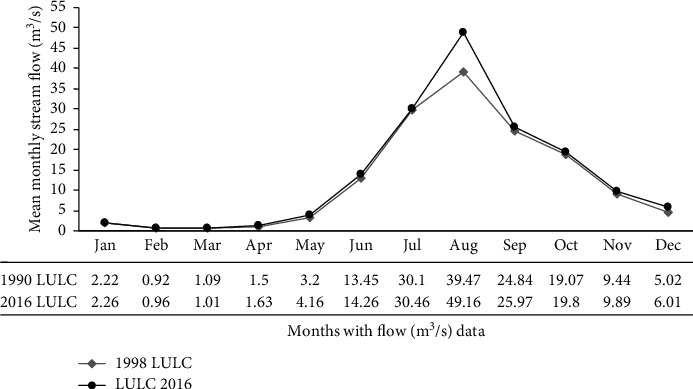 Mean monthly stream flow (m³/s)
55
50
45
40
35
30
25
20
15
10
5
0
Jan Feb Mar Apr May Jun Jul Aug Sep Oct Nov Dec
1990 LULC 2.22 0.92 1.09 1.5 3.2 13.45 30.1 39.47 24.84 19.07 9.44 5.02
2016 LULC 2.26 0.96 1.01 1.63 4.16 14.26 30.46 49.16 25.97 19.8 9.89 6.01
Months with flow (m³/s) data
1998 LULC
LULC 2016